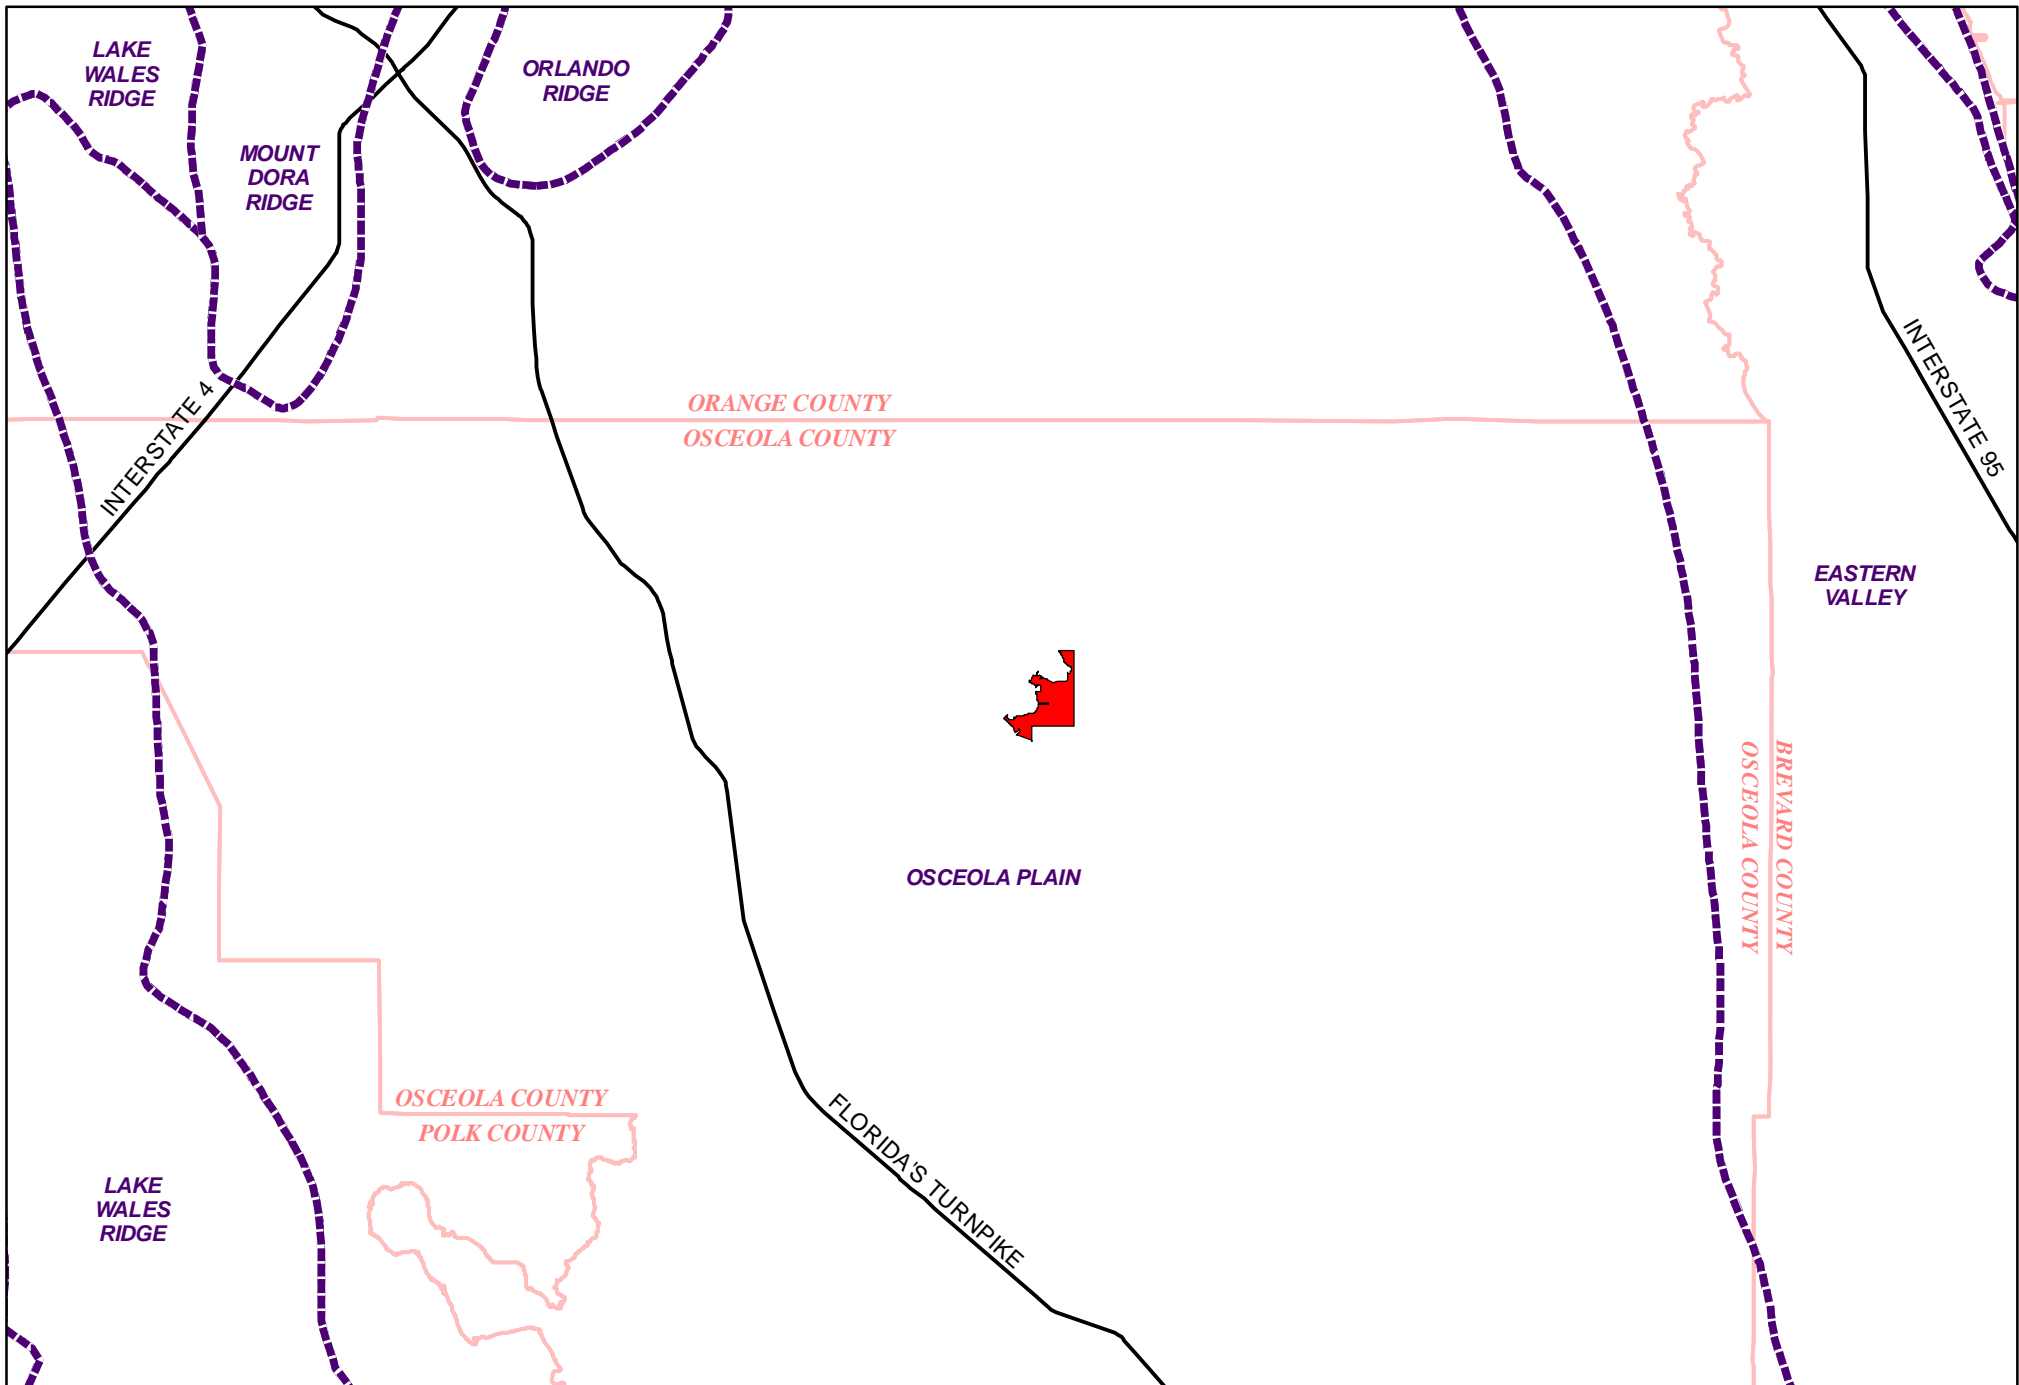 LAKE
WALES
RIDGE
ORLANDO
RIDGE
MOUNT
DORA
RIDGE
INTERSTATE 4
ORANGE COUNTY
OSCEOLA COUNTY
INTERSTATE 95
EASTERN
VALLEY
BREVARD COUNTY
OSCEOLA COUNTY
OSCEOLA PLAIN
OSCEOLA COUNTY
POLK COUNTY
FLORIDA'S TURNPIKE
LAKE
WALES
RIDGE